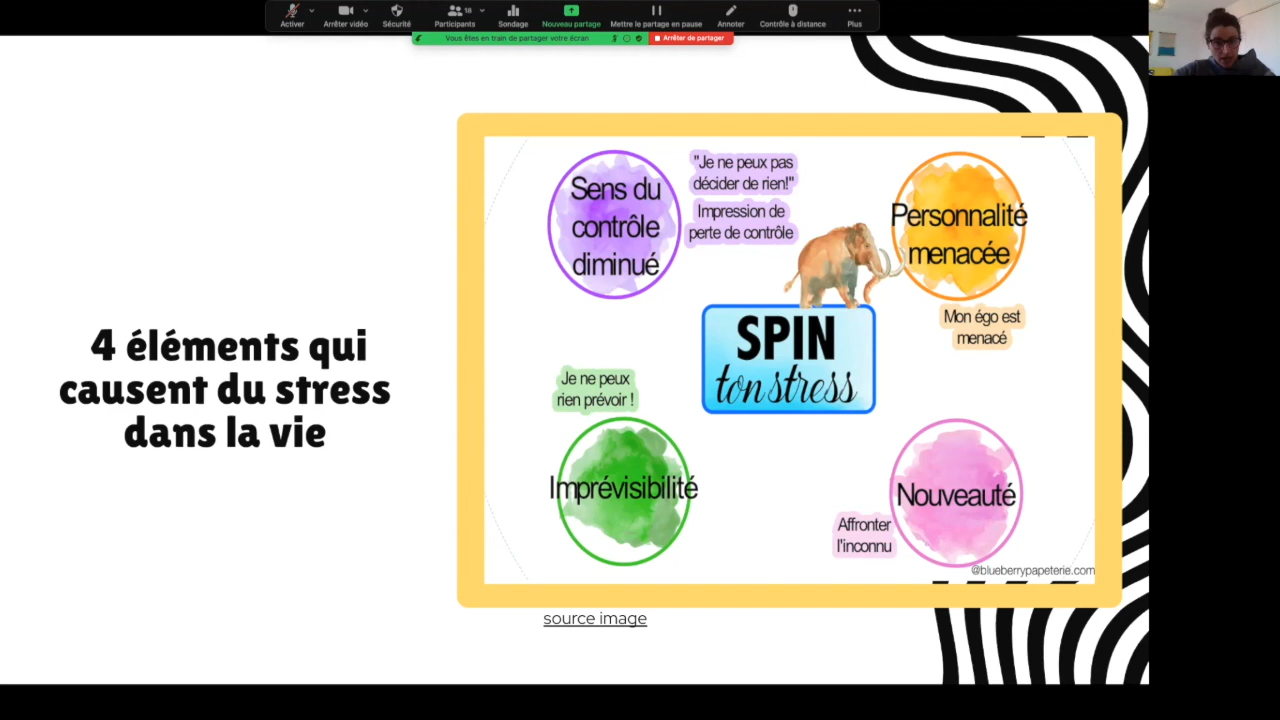 Activer
Arrêter vidéo
Sécurité
Participants
18
Sondage
Nouveau partage
Mettre le partage en pause
Annoter
Contrôle à distance
Plus
Vous êtes en train de partager votre écran
Arrêter de partager
4 éléments qui
causent du stress
dans la vie
Sens du
contrôle
diminué
"Je ne peux pas
décider de rien!"
Impression de
perte de contrôle
Personnalité
menacée
Mon égo est
menacé
SPIN
ton stress
Je ne peux
rien prévoir !
Imprévisibilité
Nouveauté
Affronter
l'inconnu
@blueberrypapeterie.com
source image